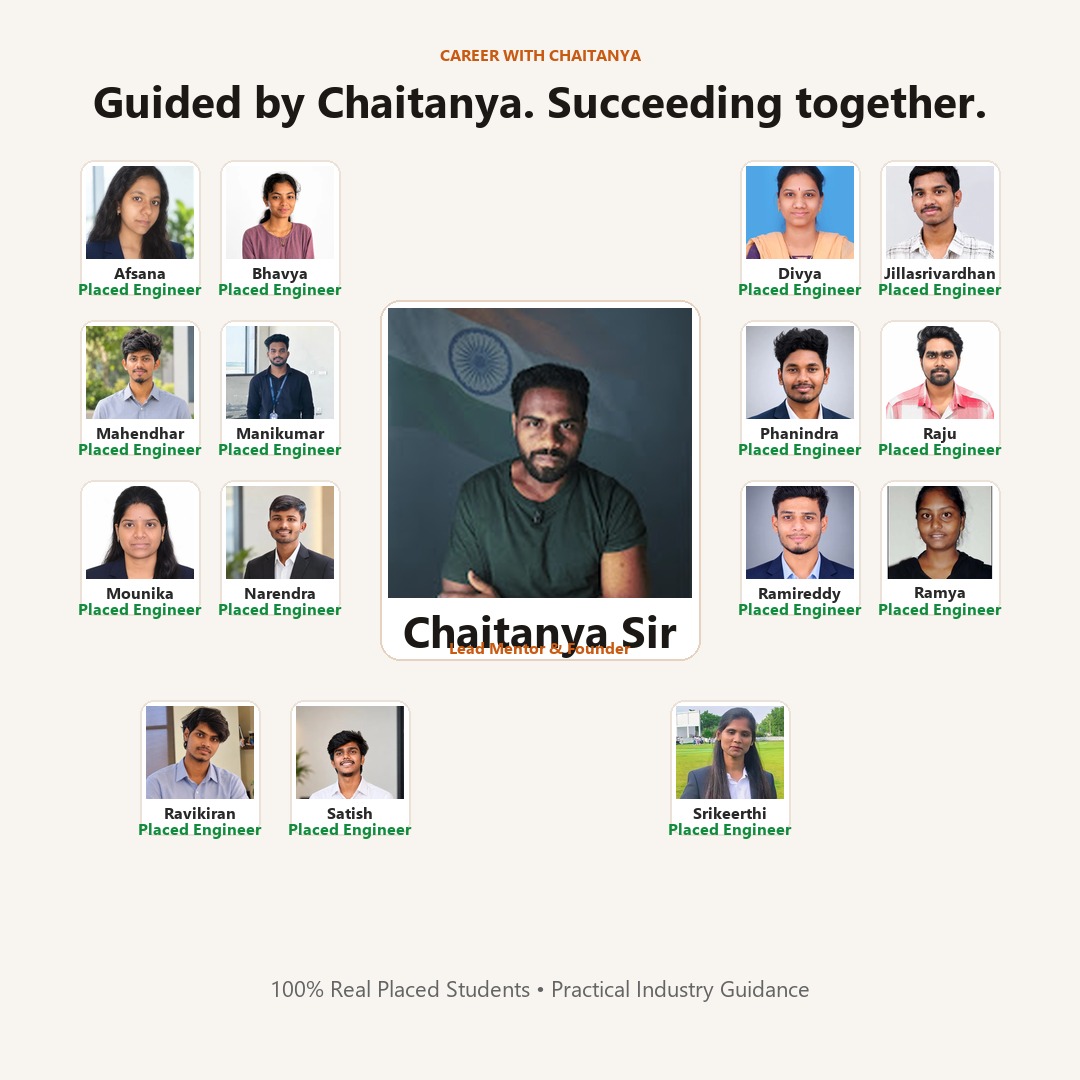 CAREER WITH CHAITANYA
Guided by Chaitanya. Succeeding together.
Afsana
Placed Engineer
Bhavya
Placed Engineer
Divya
Placed Engineer
Jillasrivardhan
Placed Engineer
Mahendhar
Placed Engineer
Manikumar
Placed Engineer
Phanindra
Placed Engineer
Raju
Placed Engineer
Mounika
Placed Engineer
Narendra
Placed Engineer
Ramireddy
Placed Engineer
Ramya
Placed Engineer
Chaitanya Sir
Lead Mentor & Founder
Ravikiran
Placed Engineer
Satish
Placed Engineer
Srikeerthi
Placed Engineer
100% Real Placed Students • Practical Industry Guidance